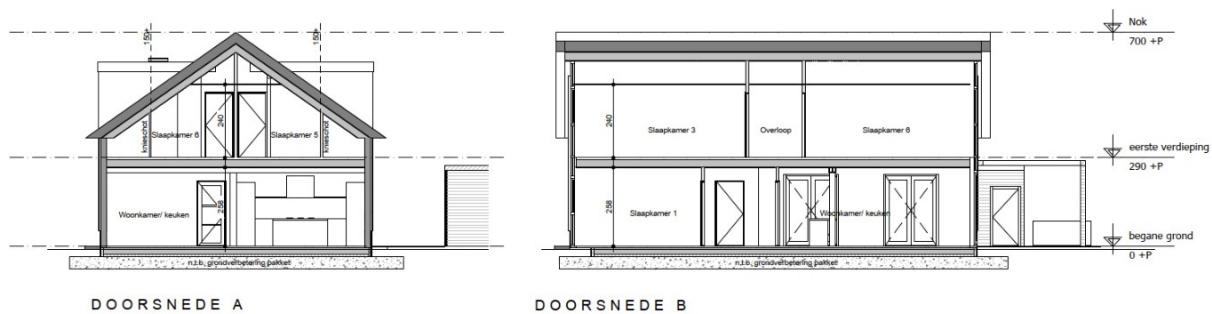 150+
150+
knieschot
Slaapkamer 6
240
Slaapkamer 5
knieschot
Woonkamer/ keuken
258
n.t.b. grondverbetering pakket
DOORSNEDE A
240
Slaapkamer 3
Overloop
Slaapkamer 6
258
Slaapkamer 1
Woonkamer/ keuken
n.t.b. grondverbetering pakket
DOORSNEDE B
Nok
700 +P
eerste verdieping
290 +P
begane grond
0 +P